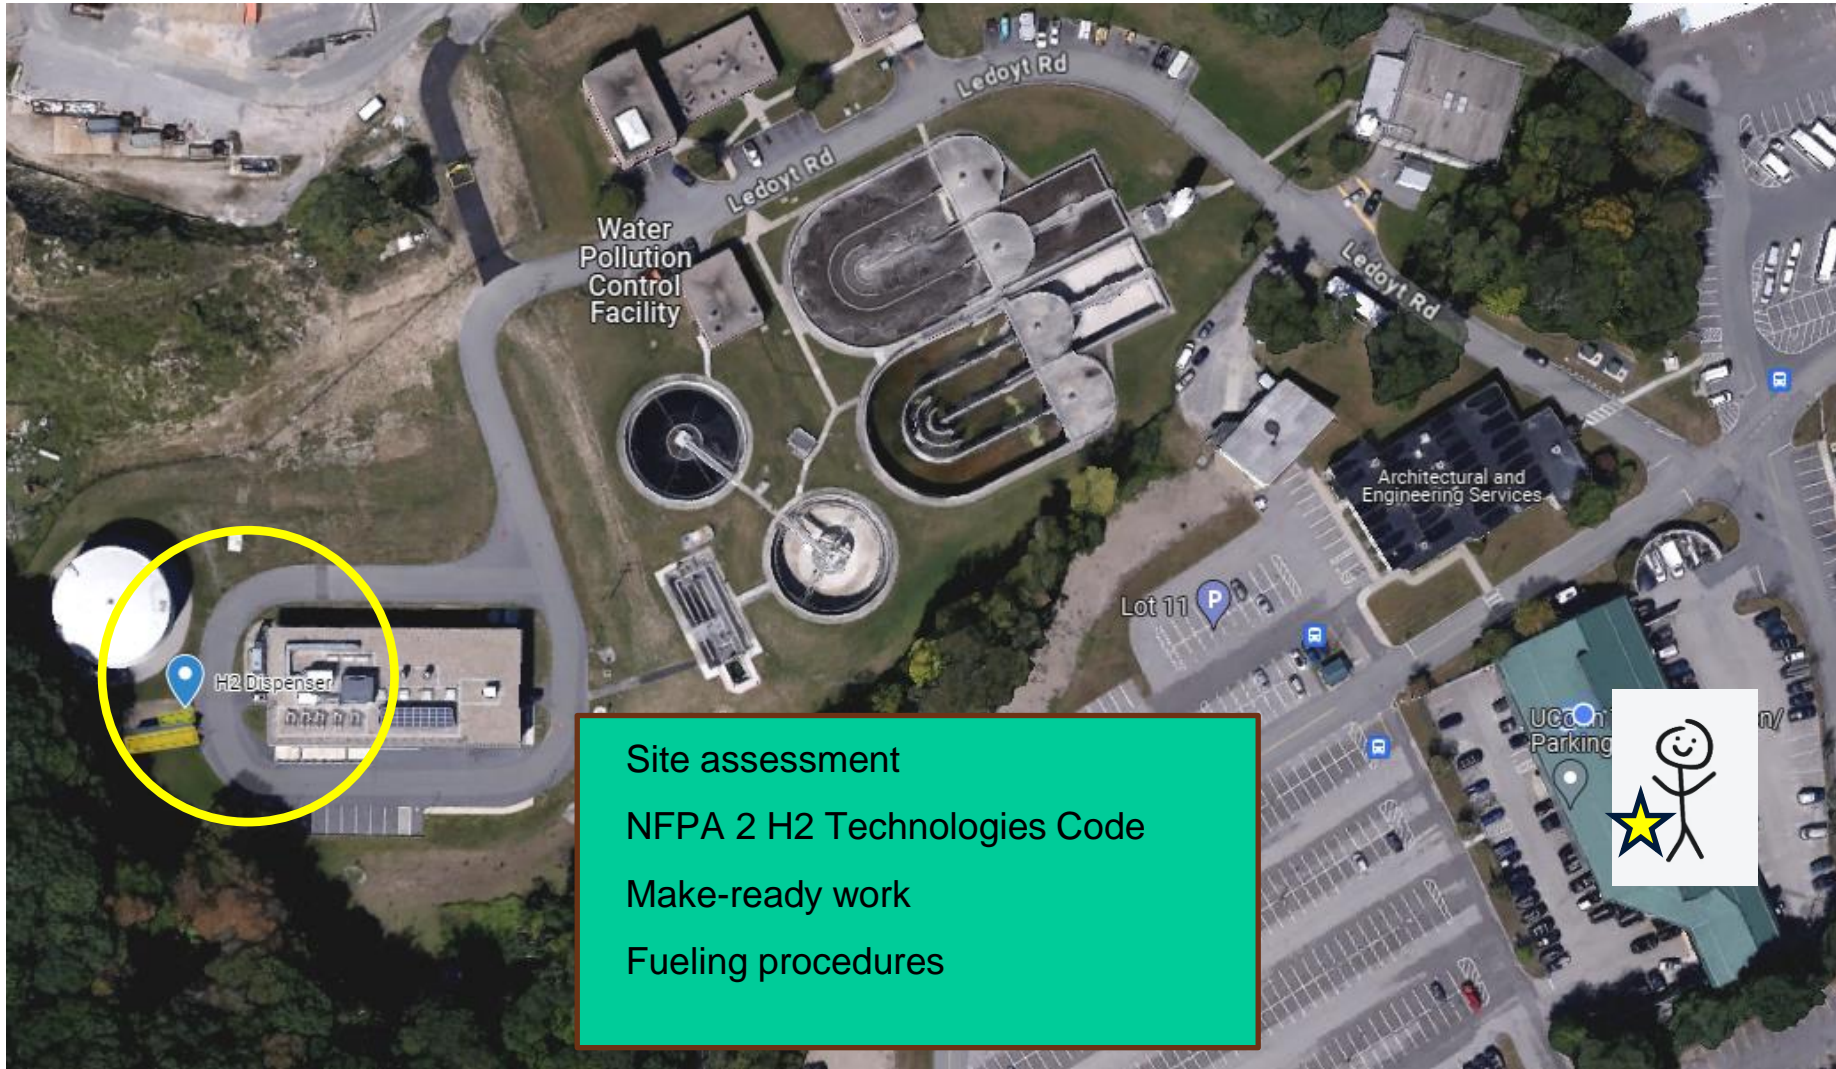 Ledoyt Rd
Ledoyt Rd
Water
Pollution
Control
Facility
Ledoyt Rd
Architectural and
Engineering Services
Lot 11 P
H2 Dispenser
Parking
Site assessment
NFPA 2 H2 Technologies Code
Make-ready work
Fueling procedures